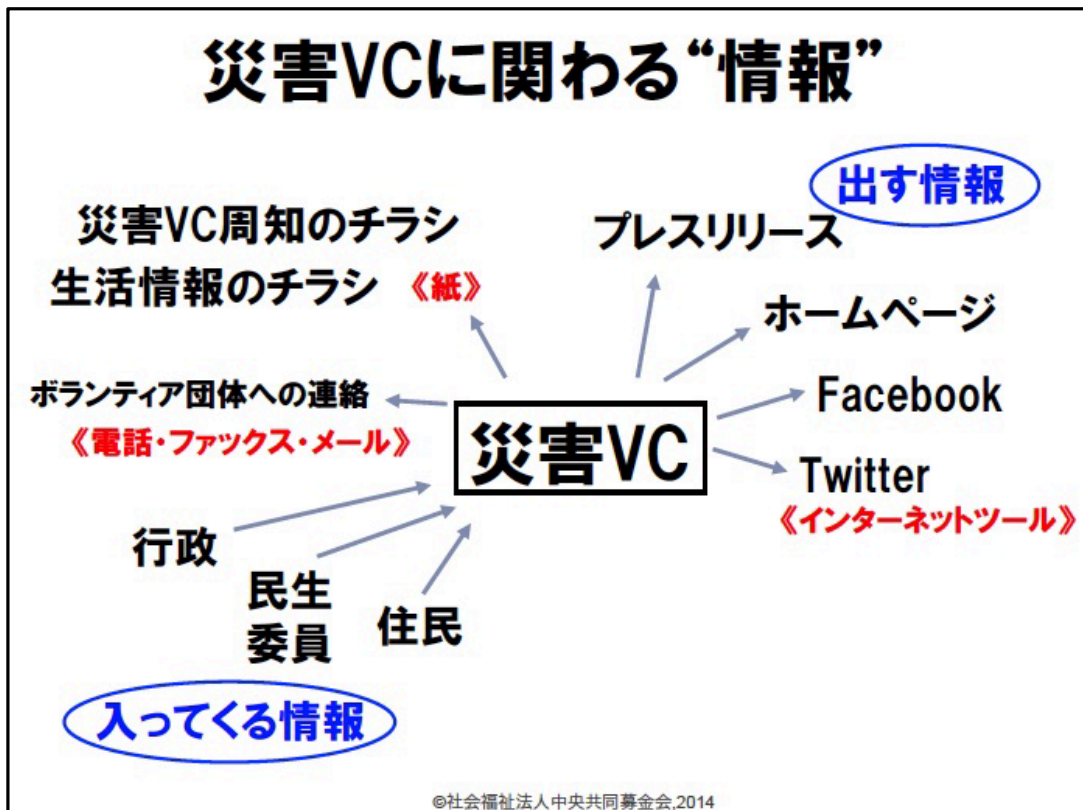 災害VCに関わる“情報”
出す情報
災害VC周知のチラシ
生活情報のチラシ 《紙》
プレスリリース
ホームページ
ボランティア団体への連絡
《電話・ファックス・メール》
Facebook
災害VC
Twitter
《インターネットツール》
行政
民生
委員
住民
入ってくる情報
©社会福祉法人中央共同募金会,2014